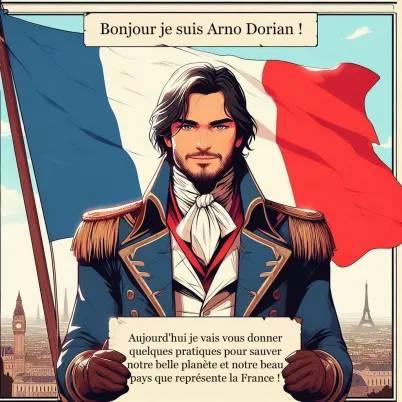 Bonjour je suis Arno Dorian !
Aujourd'hui je vais vous donner
quelques pratiques pour sauver
notre belle planète et notre beau
pays que représente la France !